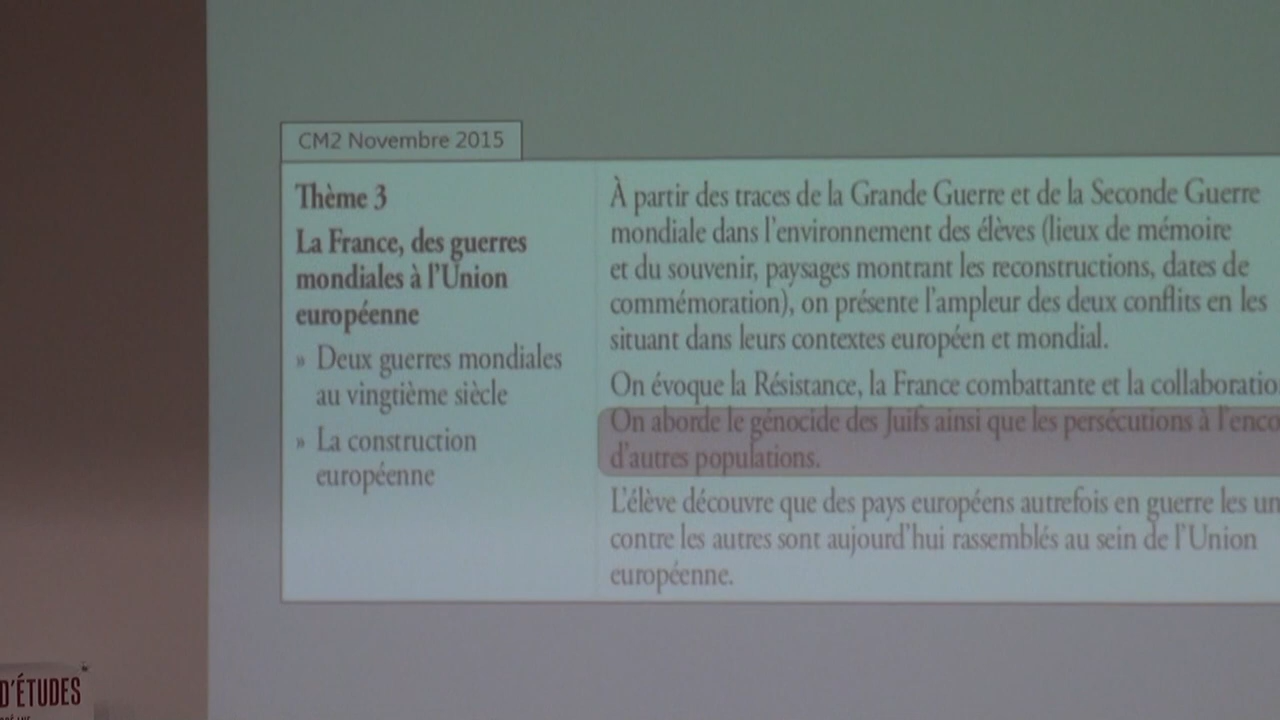 CM2 Novembre 2015
Thème 3
La France, des guerres
mondiales à l'Union
européenne
» Deux guerres mondiales
au vingtième siècle
» La construction
européenne
À partir des traces de la Grande Guerre et de la Seconde Guerre
mondiale dans l'environnement des élèves (lieux de mémoire
et du souvenir, paysages montrant les reconstructions, dates de
commémoration), on présente l'ampleur des deux conflits en les
situant dans leurs contextes européen et mondial.
On évoque la Résistance, la France combattante et la collaboratio
On aborde le génocide des Juifs ainsi que les persécutions à l'enco
d'autres populations.
L'élève découvre que des pays européens autrefois en guerre les un
contre les autres sont aujourd'hui rassemblés au sein de l'Union
européenne.
D'ÉTUDES